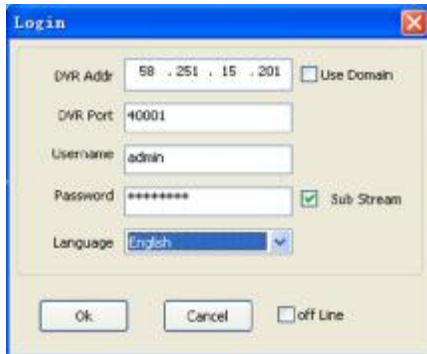 Login
DVR Addr 58 . 251 . 15 . 201 Use Domain
DVR Port 40001
Username admin
Password ******** Sub Stream
Language English
Ok Cancel off Line